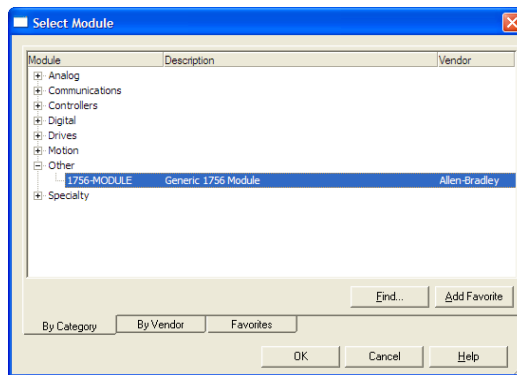 Select Module
Module Description Vendor
Analog
Communications
Controllers
Digital
Drives
Motion
Other
1756-MODULE Generic 1756 Module Allen-Bradley
Specialty
Find... Add Favorite
By Category By Vendor Favorites
OK Cancel Help